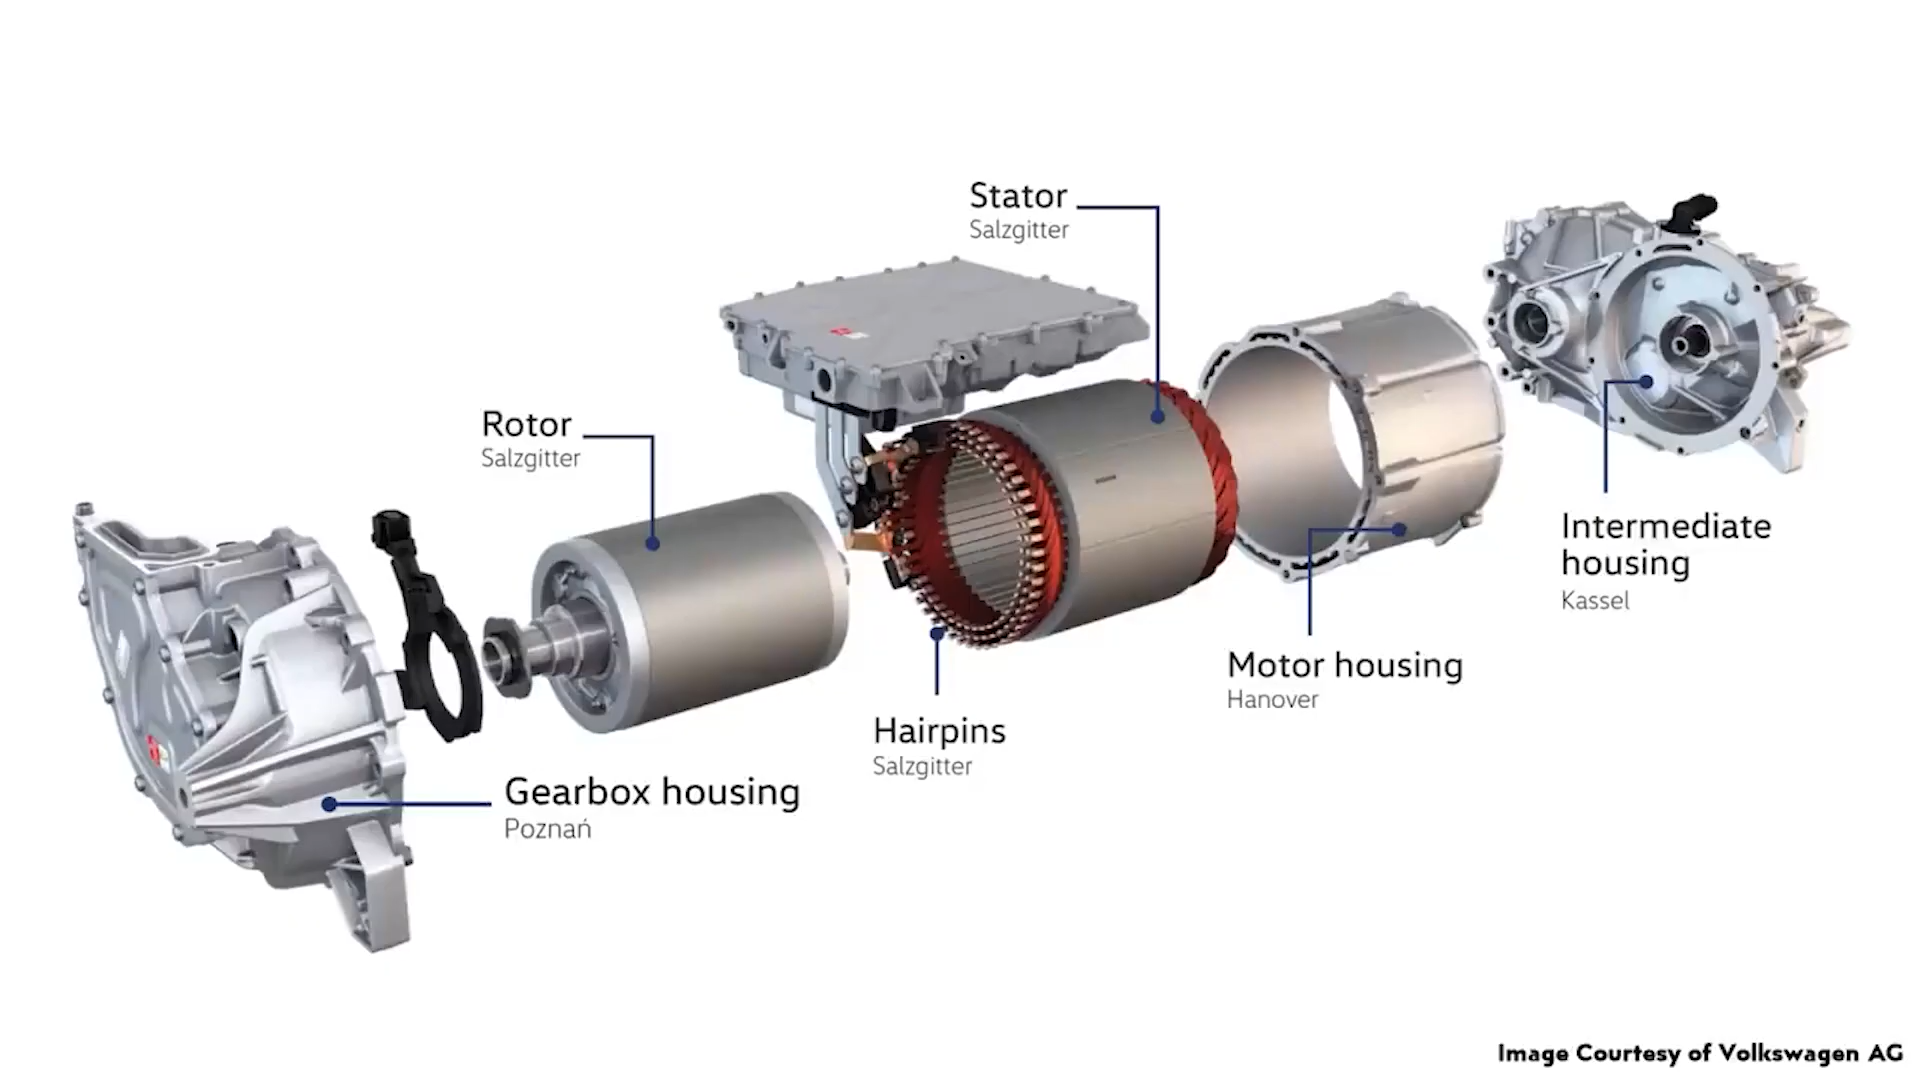 Stator
Salzgitter
Rotor
Salzgitter
Intermediate
housing
Kassel
Motor housing
Hanover
Hairpins
Salzgitter
Gearbox housing
Poznań
Image Courtesy of Volkswagen AG